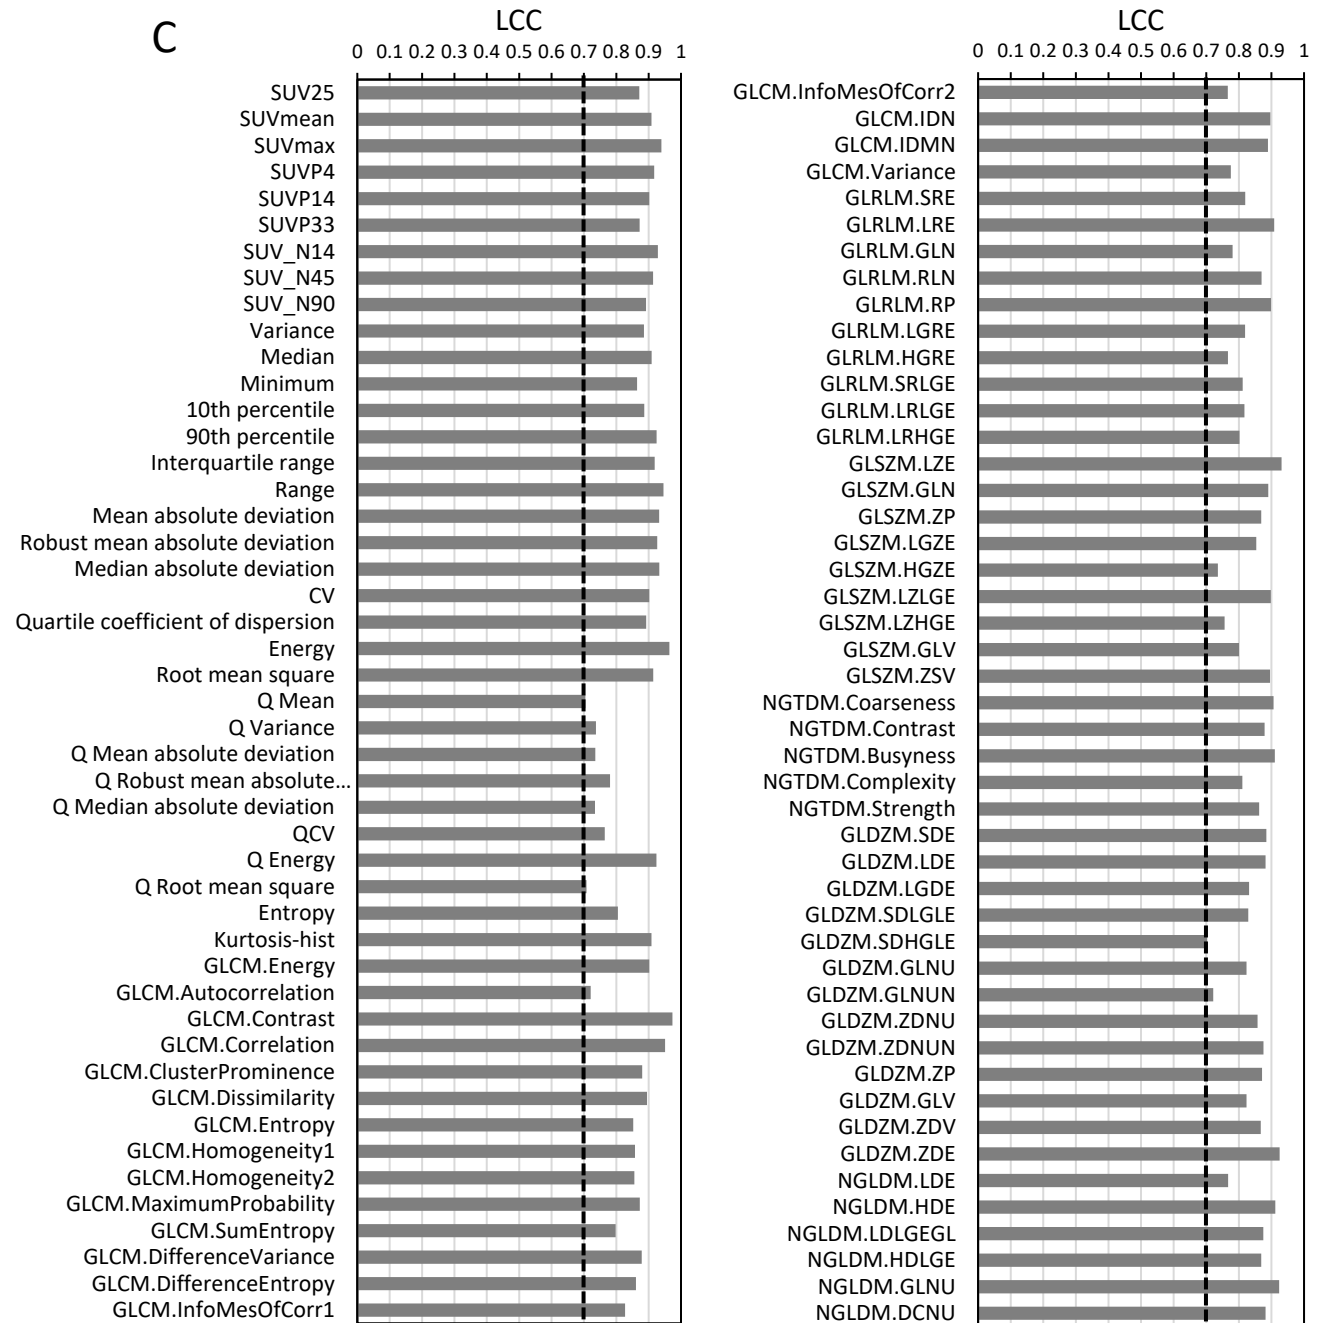 C
LCC
0 0.1 0.2 0.3 0.4 0.5 0.6 0.7 0.8 0.9 1
SUV25
SUVmean
SUVmax
SUVP4
SUVP14
SUVP33
SUV_N14
SUV_N45
SUV_N90
Variance
Median
Minimum
10th percentile
90th percentile
Interquartile range
Range
Mean absolute deviation
Robust mean absolute deviation
Median absolute deviation
CV
Quartile coefficient of dispersion
Energy
Root mean square
Q Mean
Q Variance
Q Mean absolute deviation
Q Robust mean absolute...
Q Median absolute deviation
QCV
Q Energy
Q Root mean square
Entropy
Kurtosis-hist
GLCM.Energy
GLCM.Autocorrelation
GLCM.Contrast
GLCM.Correlation
GLCM.ClusterProminence
GLCM.Dissimilarity
GLCM.Entropy
GLCM.Homogeneity1
GLCM.Homogeneity2
GLCM.MaximumProbability
GLCM.SumEntropy
GLCM.DifferenceVariance
GLCM.DifferenceEntropy
GLCM.InfoMesOfCorr1
LCC
0 0.1 0.2 0.3 0.4 0.5 0.6 0.7 0.8 0.9 1
GLCM.InfoMesOfCorr2
GLCM.IDN
GLCM.IDMN
GLCM.Variance
GLRLM.SRE
GLRLM.LRE
GLRLM.GLN
GLRLM.RLN
GLRLM.RP
GLRLM.LGRE
GLRLM.HGRE
GLRLM.SRLGE
GLRLM.LRLGE
GLRLM.LRHGE
GLSZM.LZE
GLSZM.GLN
GLSZM.ZP
GLSZM.LGZE
GLSZM.HGZE
GLSZM.LZLGE
GLSZM.LZHGE
GLSZM.GLV
GLSZM.ZSV
NGTDM.Coarseness
NGTDM.Contrast
NGTDM.Busyness
NGTDM.Complexity
NGTDM.Strength
GLDZM.SDE
GLDZM.LDE
GLDZM.LGDE
GLDZM.SDLGLE
GLDZM.SDHGLE
GLDZM.GLNU
GLDZM.GLNUN
GLDZM.ZDNU
GLDZM.ZDNUN
GLDZM.ZP
GLDZM.GLV
GLDZM.ZDV
GLDZM.ZDE
NGLDM.LDE
NGLDM.HDE
NGLDM.LDLGEGL
NGLDM.HDLGE
NGLDM.GLNU
NGLDM.DCNU